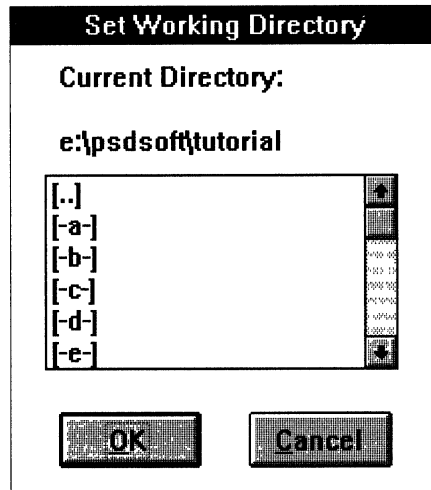 Set Working Directory
Current Directory:
e:\psdsoft\tutorial
[..]
[-a-]
[-b-]
[-c-]
[-d-]
[-e-]
OK
Cancel